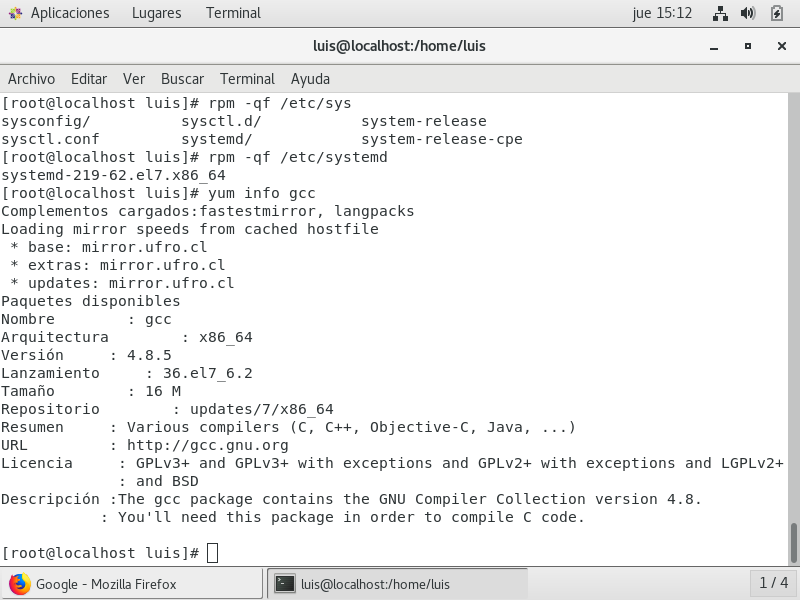 Aplicaciones Lugares Terminal jue 15:12
luis@localhost:/home/luis
Archivo Editar Ver Buscar Terminal Ayuda
[root@localhost luis]# rpm -qf /etc/sys
sysconfig/          sysctl.d/           system-release
sysctl.conf         systemd/            system-release-cpe
[root@localhost luis]# rpm -qf /etc/systemd
systemd-219-62.el7.x86_64
[root@localhost luis]# yum info gcc
Complementos cargados:fastestmirror, langpacks
Loading mirror speeds from cached hostfile
 * base: mirror.ufro.cl
 * extras: mirror.ufro.cl
 * updates: mirror.ufro.cl
Paquetes disponibles
Nombre        : gcc
Arquitectura        : x86_64
Versión     : 4.8.5
Lanzamiento     : 36.el7_6.2
Tamaño        : 16 M
Repositorio        : updates/7/x86_64
Resumen     : Various compilers (C, C++, Objective-C, Java, ...)
URL         : http://gcc.gnu.org
Licencia     : GPLv3+ and GPLv3+ with exceptions and GPLv2+ with exceptions and LGPLv2+
             : and BSD
Descripción :The gcc package contains the GNU Compiler Collection version 4.8.
           : You'll need this package in order to compile C code.
[root@localhost luis]#
Google - Mozilla Firefox luis@localhost:/home/luis 1 / 4